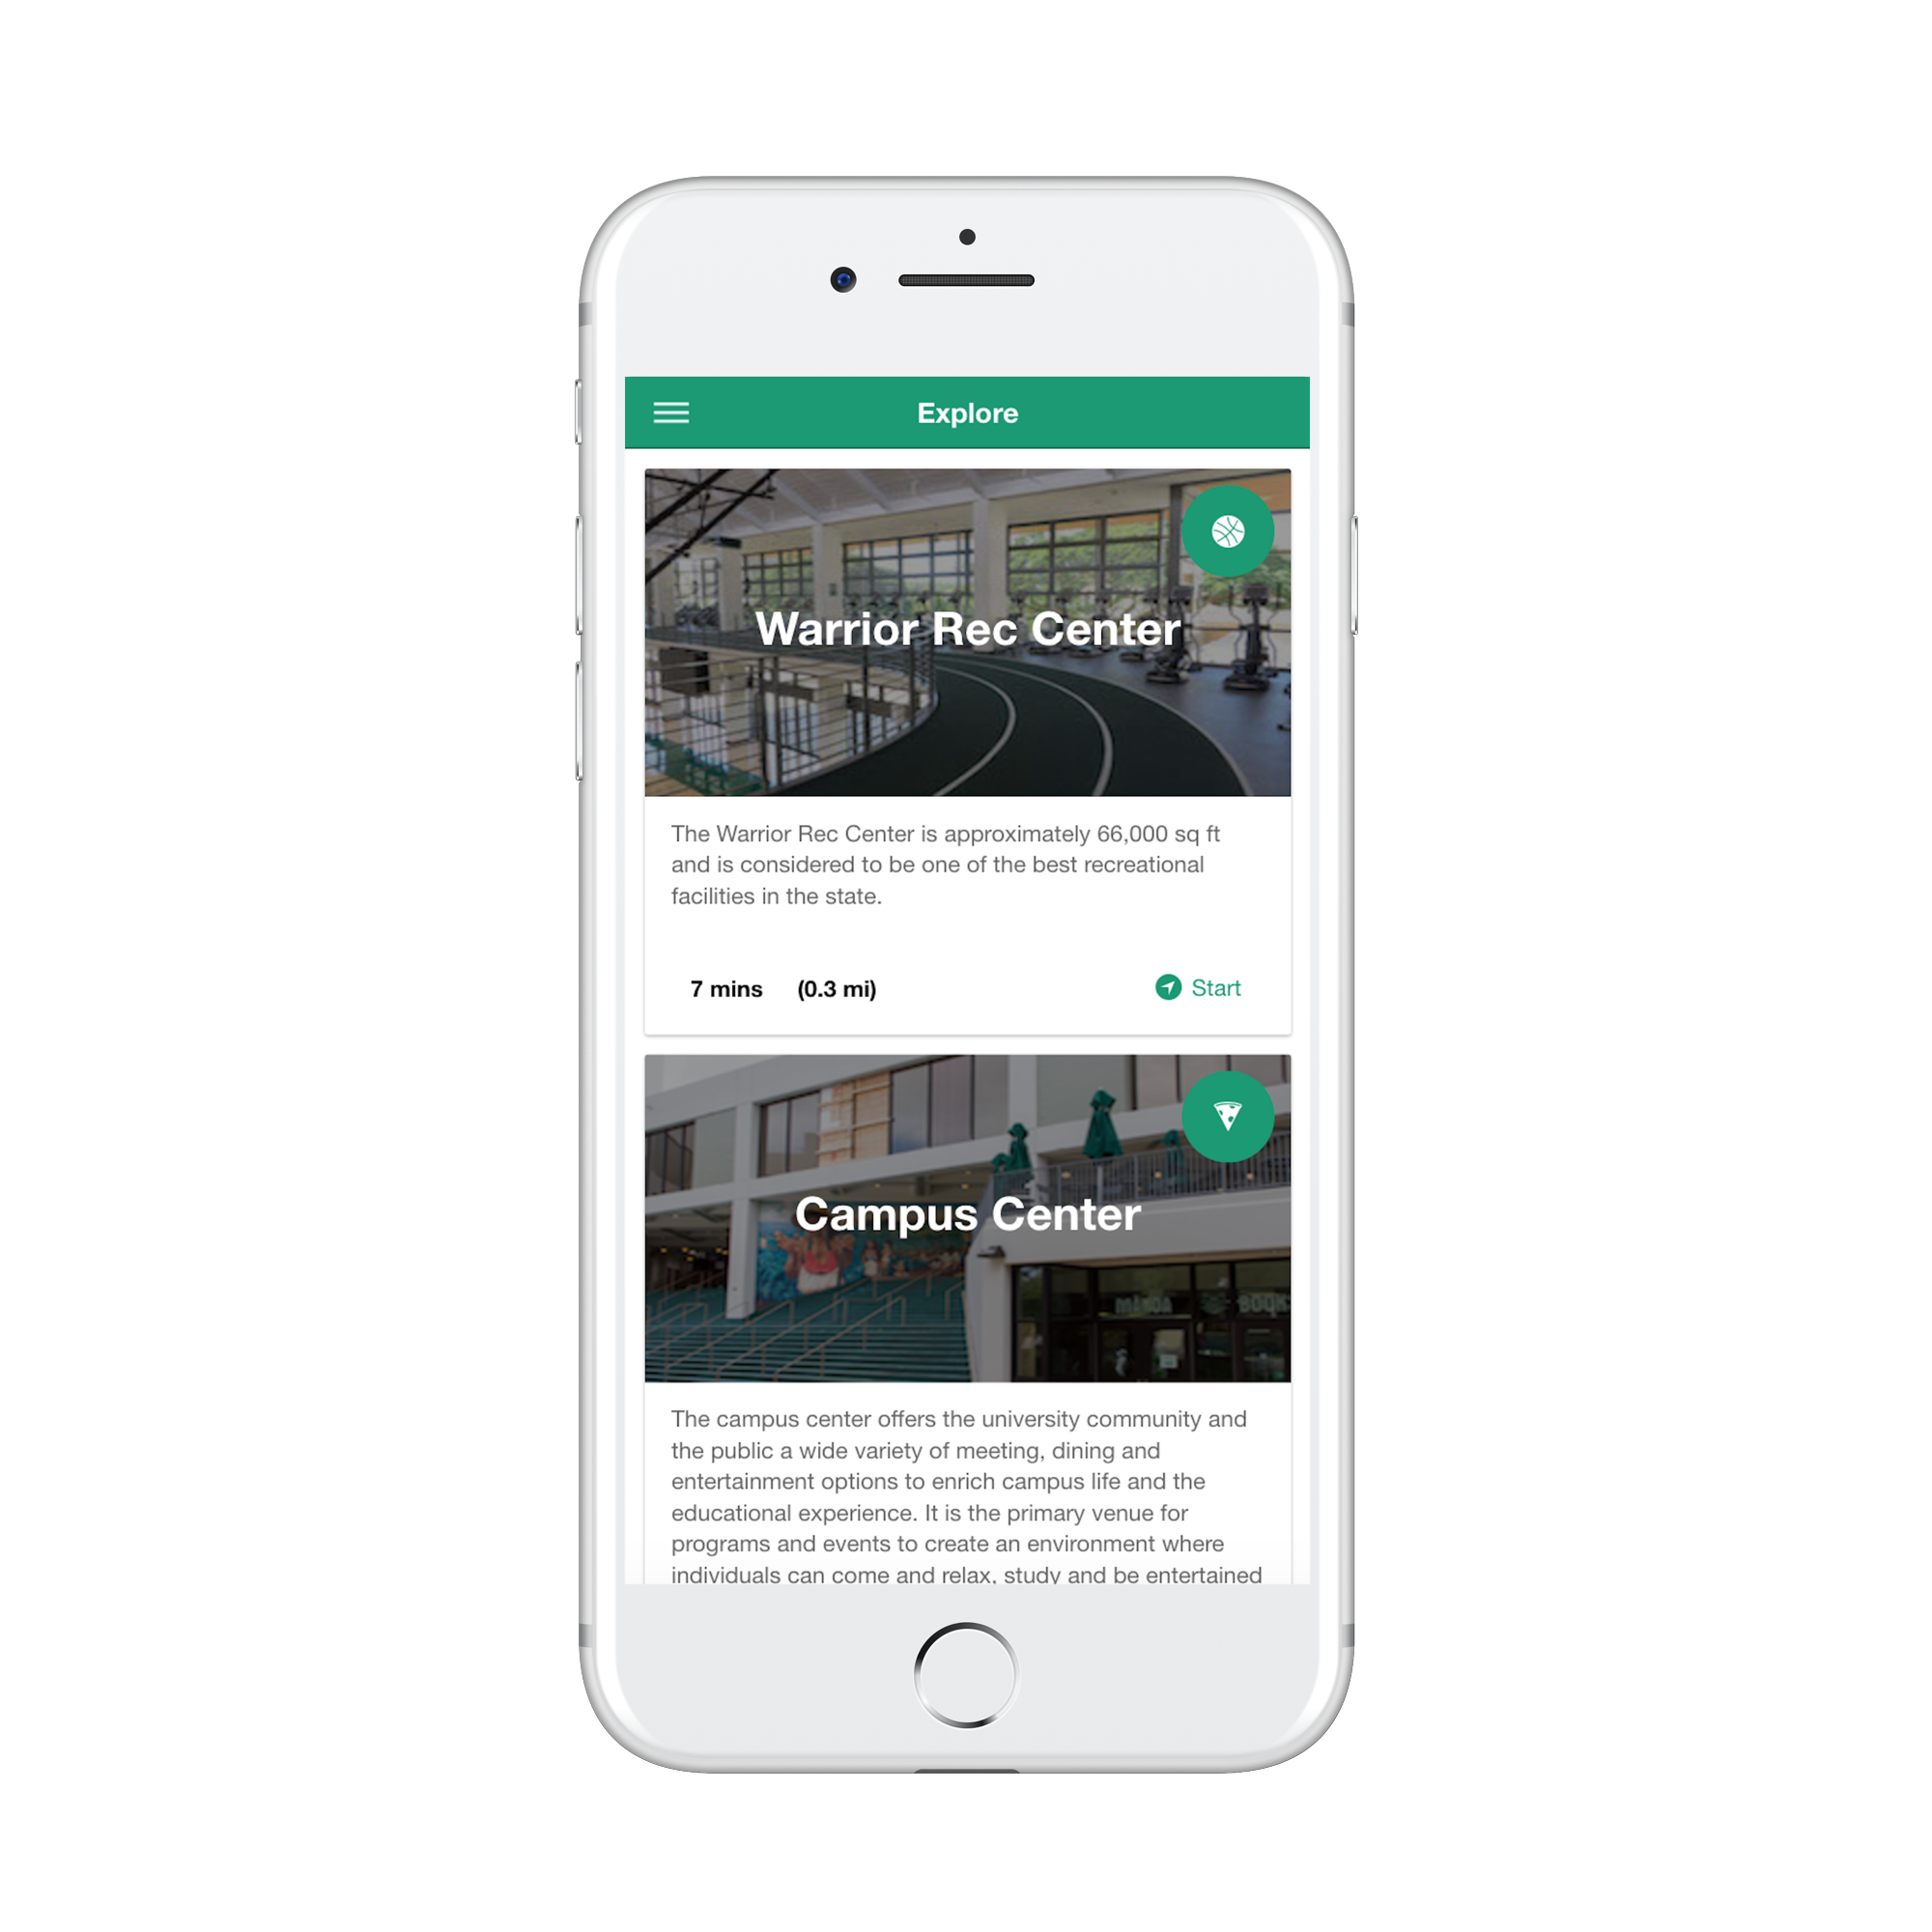 Explore
Warrior Rec Center
The Warrior Rec Center is approximately 66,000 sq ft
and is considered to be one of the best recreational
facilities in the state.
7 mins (0.3 mi)
Start
Campus Center
MĀNOA
The campus center offers the university community and
the public a wide variety of meeting, dining and
entertainment options to enrich campus life and the
educational experience. It is the primary venue for
programs and events to create an environment where
individuals can come and relax, study and be entertained